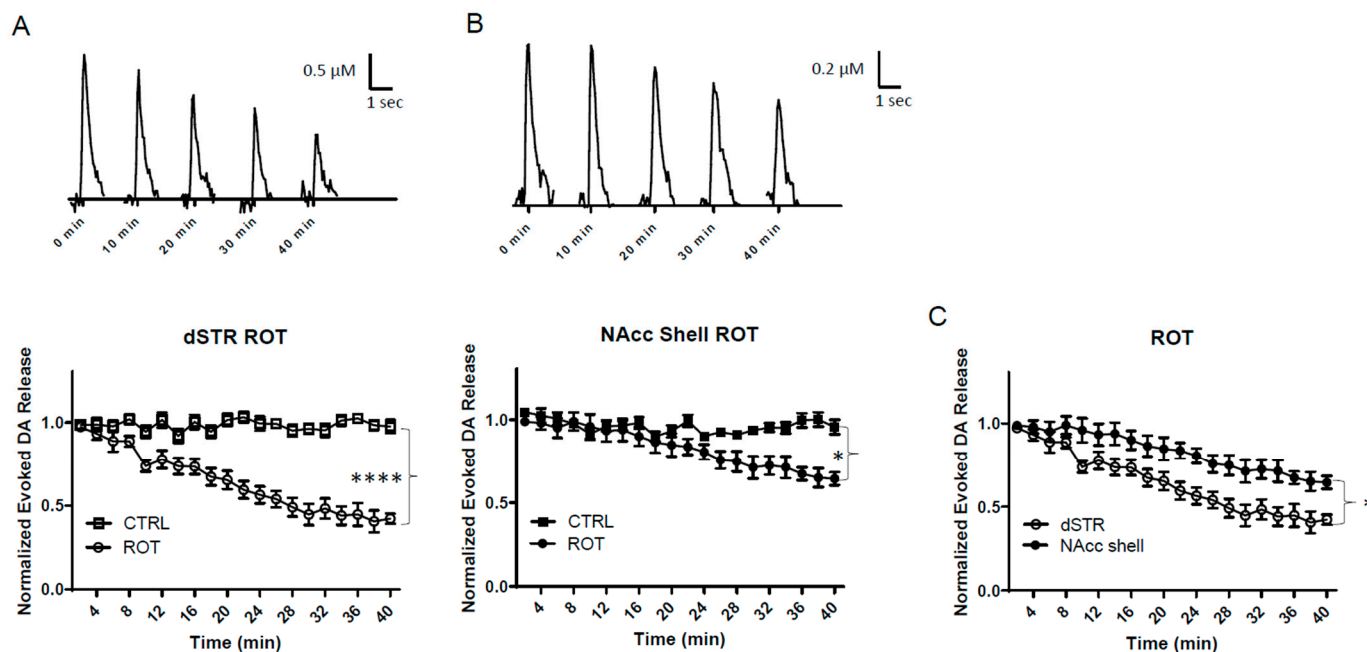 A
0.5 µM
1 sec
0 min
10 min
20 min
30 min
40 min
B
0.2 µM
1 sec
0 min
10 min
20 min
30 min
40 min
dSTR ROT
Normalized Evoked DA Release
1.0
0.5
0.0
****
CTRL
ROT
4 8 12 16 20 24 28 32 36 40
Time (min)
NAcc Shell ROT
Normalized Evoked DA Release
1.0
0.5
0.0
*
CTRL
ROT
4 8 12 16 20 24 28 32 36 40
Time (min)
C
ROT
Normalized Evoked DA Release
1.0
0.5
0.0
*
dSTR
NAcc shell
4 8 12 16 20 24 28 32 36 40
Time (min)